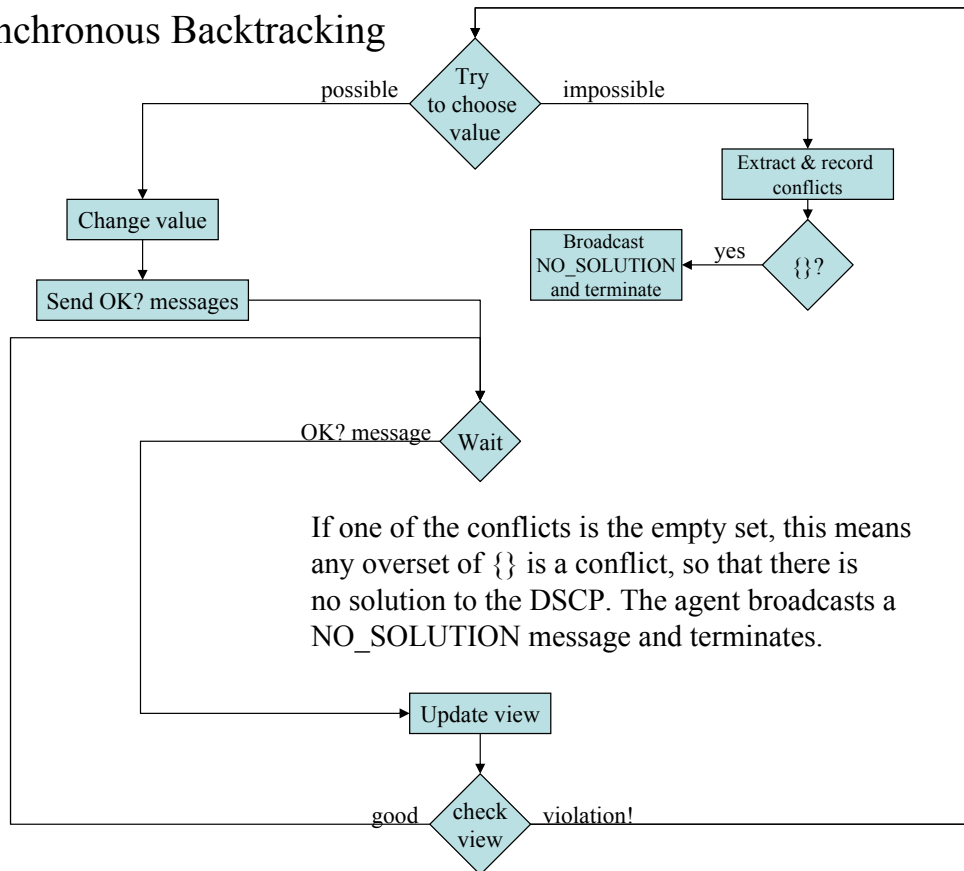 nchronous Backtracking
Try
to choose
value
possible
impossible
Extract & record
conflicts
Change value
Broadcast
NO_SOLUTION
and terminate
yes
{}?
Send OK? messages
OK? message
Wait
If one of the conflicts is the empty set, this means
any overset of {} is a conflict, so that there is
no solution to the DSCP. The agent broadcasts a
NO_SOLUTION message and terminates.
Update view
good
check
view
violation!